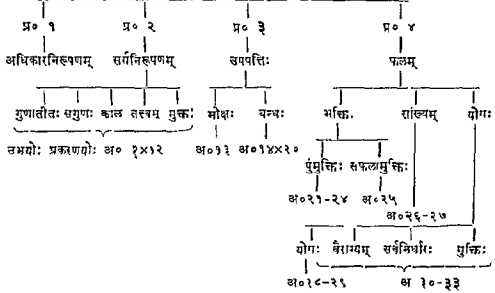 प्र० १ प्र० २ प्र० ३ प्र० ४
अधिकारनिरूपणम् सर्गनिरूपणम् उपपत्तिः फलम्
गुणातीतः सगुणः काल तत्त्वम् मुक्तः मोक्षः बन्धः भक्तिः सांख्यम् योगः
उभयोः प्रकरणयोः अ० १×१२ अ०१३ अ०१४×२० पुंमुक्तिः सफलामुक्तिः
अ०२१-२४ अ०२५
अ०२६-२७
योगः वैराग्यम् सर्वनिर्धारः मुक्तिः
अ०२८-२९ अ ३०-३३